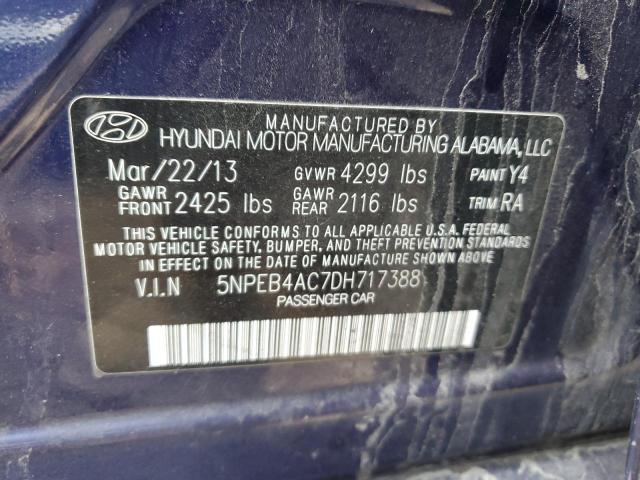 MANUFACTURED BY
HYUNDAI MOTOR MANUFACTURING ALABAMA, LLC
Mar/22/13 GVWR 4299 lbs PAINT Y4
GAWR FRONT 2425 lbs GAWR REAR 2116 lbs TRIM RA
THIS VEHICLE CONFORMS TO ALL APPLICABLE U.S.A. FEDERAL
MOTOR VEHICLE SAFETY, BUMPER, AND THEFT PREVENTION STANDARDS
IN EFFECT ON THE DATE OF MANUFACTURE SHOWN ABOVE.
V.I.N 5NPEB4AC7DH717388
PASSENGER CAR